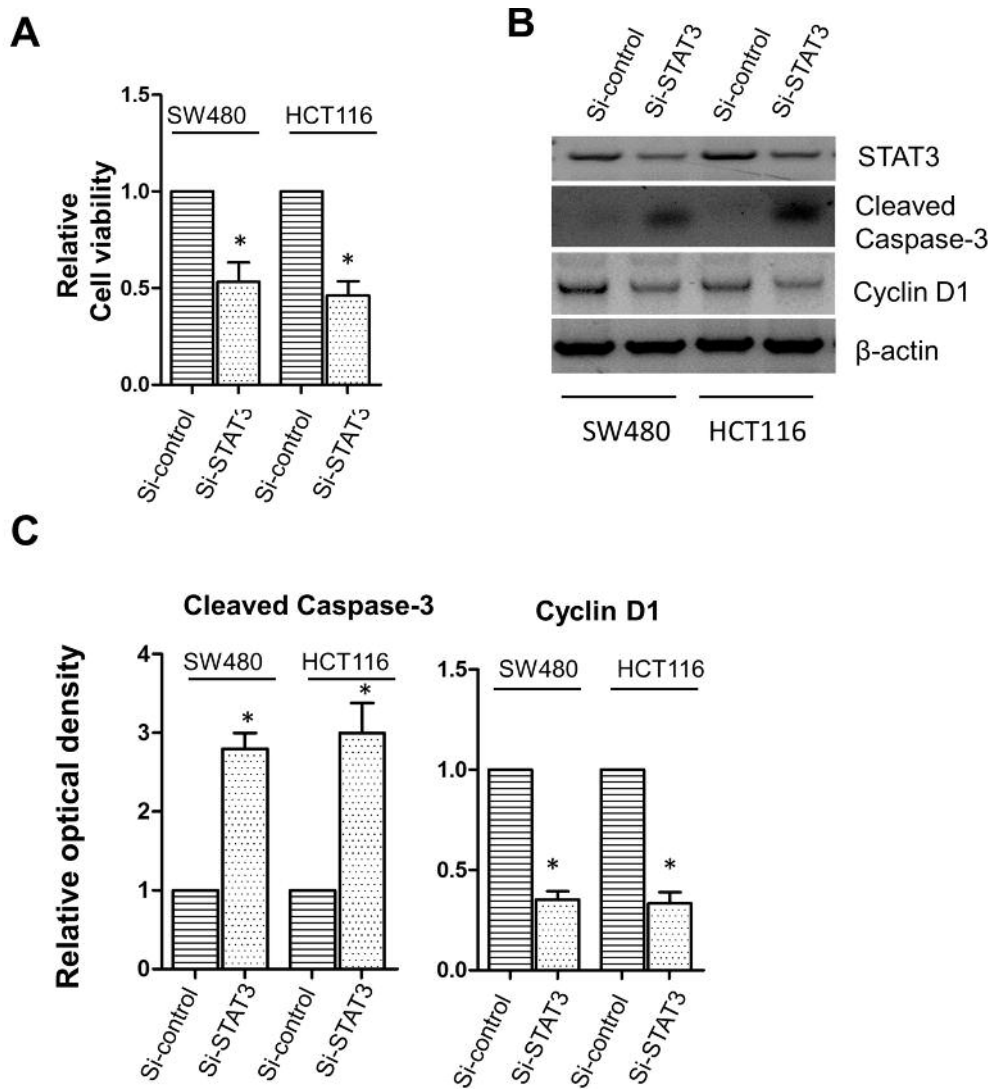 A
1.5
SW480
HCT116
1.0
*
*
0.5
0.0
Relative
Cell viability
Si-control
Si-STAT3
Si-control
Si-STAT3
B
Si-control
Si-STAT3
Si-control
Si-STAT3
STAT3
Cleaved
Caspase-3
Cyclin D1
β-actin
SW480
HCT116
C
Cleaved Caspase-3
4
SW480
HCT116
*
*
3
2
1
0
Relative optical density
Si-control
Si-STAT3
Si-control
Si-STAT3
Cyclin D1
1.5
SW480
HCT116
1.0
0.5
*
*
0.0
Si-control
Si-STAT3
Si-control
Si-STAT3